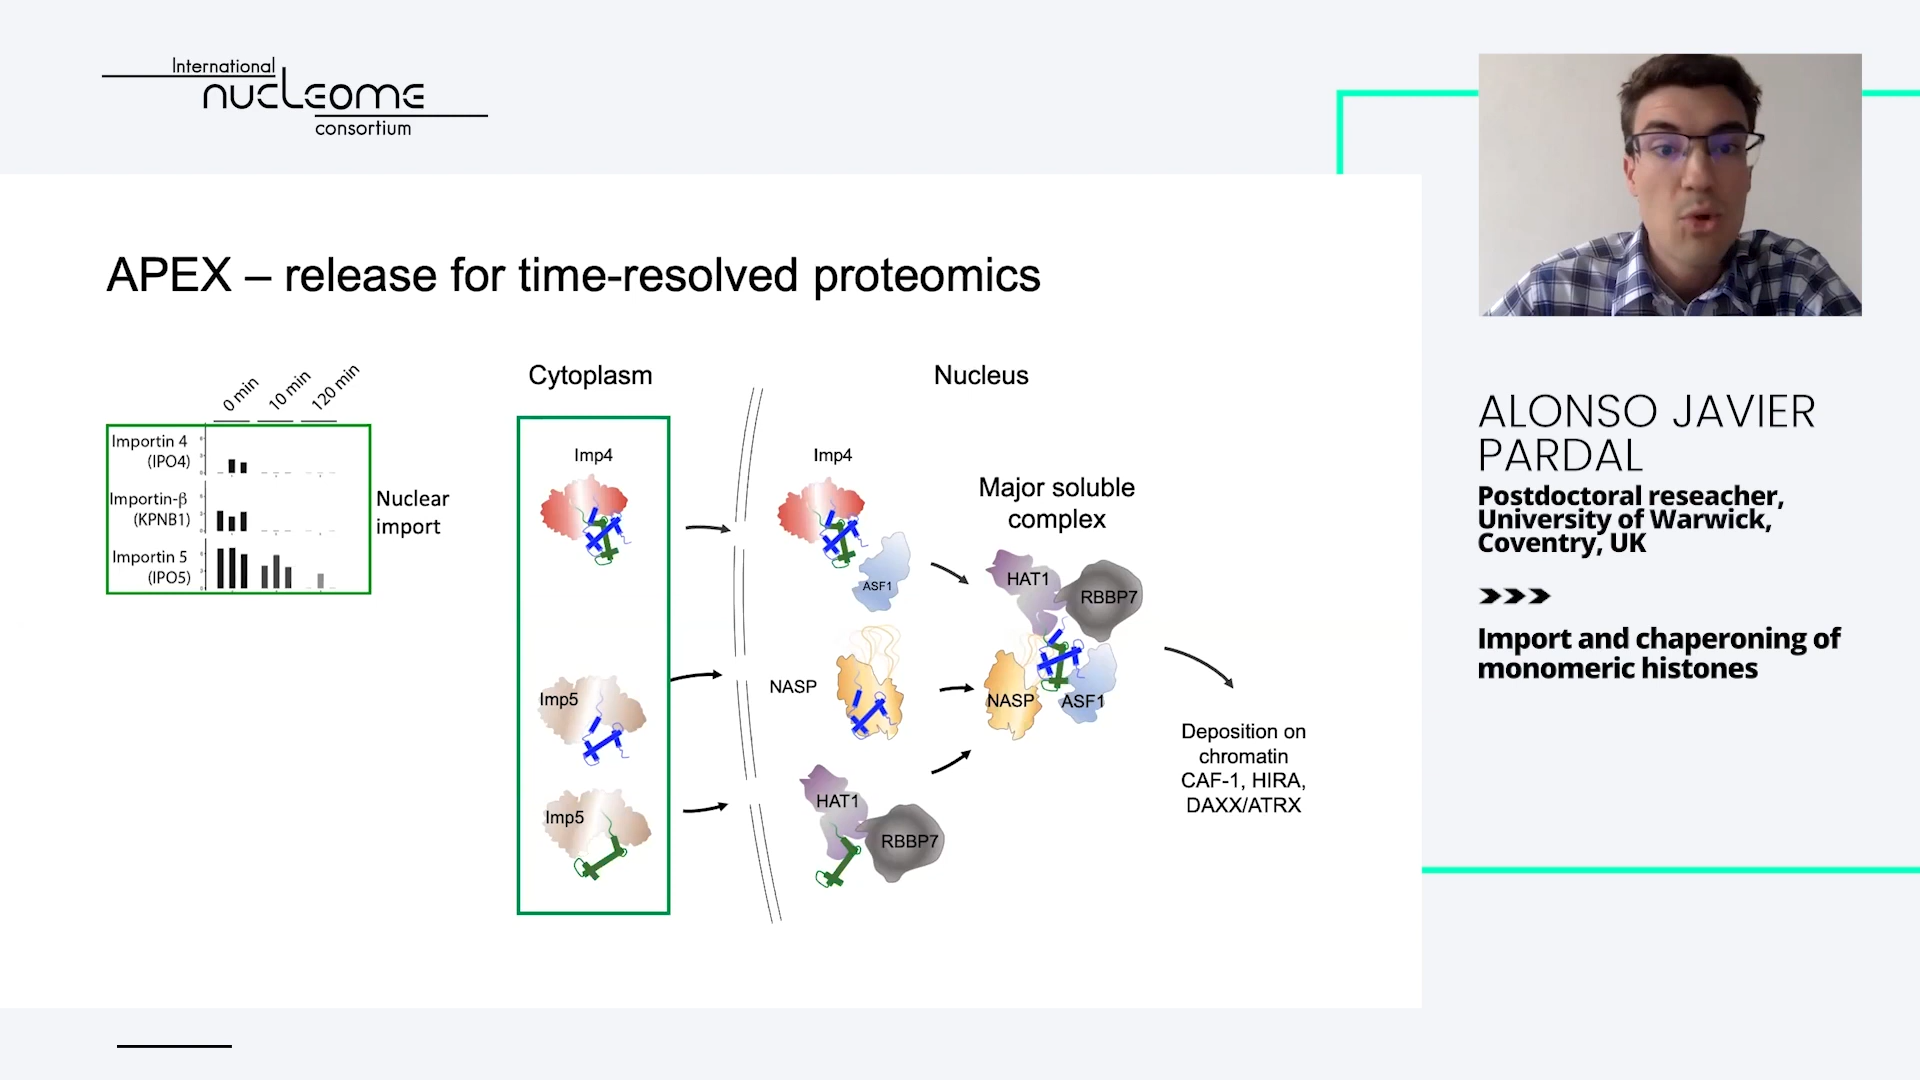 International
nucleome
consortium
APEX – release for time-resolved proteomics
0 min
10 min
120 min
Importin 4
(IPO4)
Importin-β
(KPNB1)
Importin 5
(IPO5)
Nuclear
import
Cytoplasm
Nucleus
Imp4
Imp5
Imp5
Imp4
ASF1
NASP
HAT1
RBBP7
Major soluble
complex
HAT1
RBBP7
NASP
ASF1
Deposition on
chromatin
CAF-1, HIRA,
DAXX/ATRX
ALONSO JAVIER
PARDAL
Postdoctoral reseacher,
University of Warwick,
Coventry, UK
Import and chaperoning of
monomeric histones